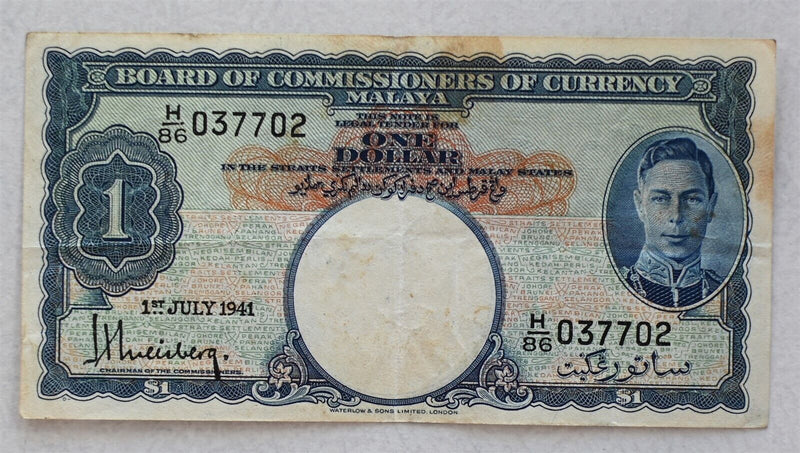 BOARD OF COMMISSIONERS OF CURRENCY
MALAYA
H/86 037702
THIS NOTE IS
LEGAL TENDER FOR
ONE
DOLLAR
IN THE STRAITS SETTLEMENTS AND MALAY STATES
1
1ST JULY 1941
H/86 037702
CHAIRMAN OF THE COMMISSIONERS.
ساتو رڠݢيت
$1
$1
WATERLOW & SONS LIMITED, LONDON